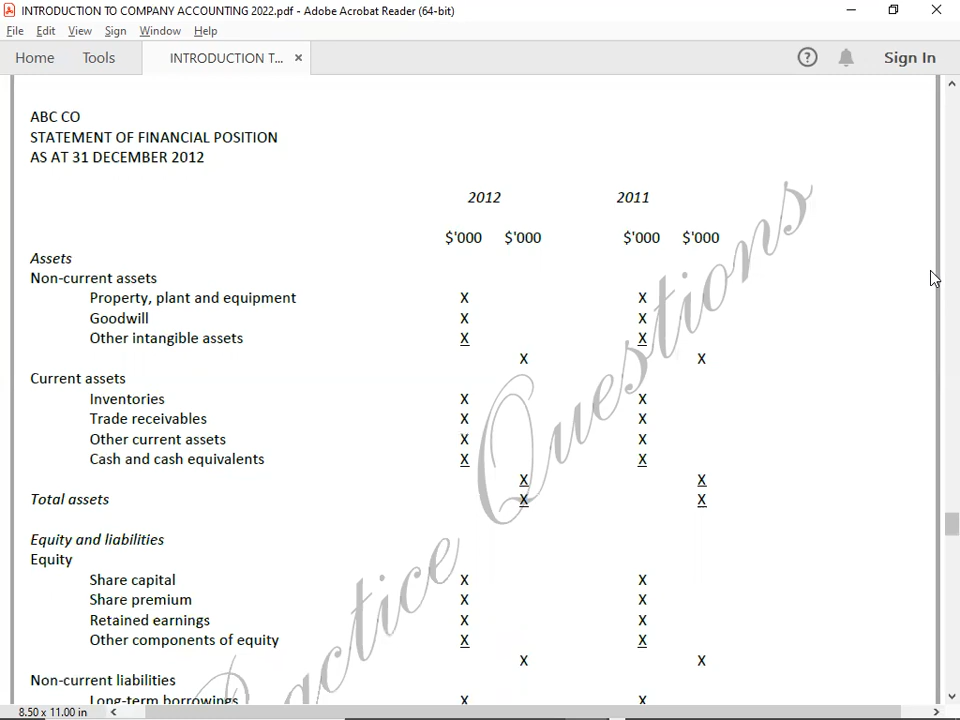 INTRODUCTION TO COMPANY ACCOUNTING 2022.pdf - Adobe Acrobat Reader (64-bit)
File Edit View Sign Window Help
Home Tools INTRODUCTION T... × Sign In
ABC CO
STATEMENT OF FINANCIAL POSITION
AS AT 31 DECEMBER 2012
2012 2011
$'000 $'000 $'000 $'000
Assets
Non-current assets
Property, plant and equipment X X
Goodwill X X
Other intangible assets X X
X X
Current assets
Inventories X X
Trade receivables X X
Other current assets X X
Cash and cash equivalents X X
X X
Total assets X X
Equity and liabilities
Equity
Share capital X X
Share premium X X
Retained earnings X X
Other components of equity X X
X X
Non-current liabilities
Long-term borrowings X X
Questions
8.50 x 11.00 in